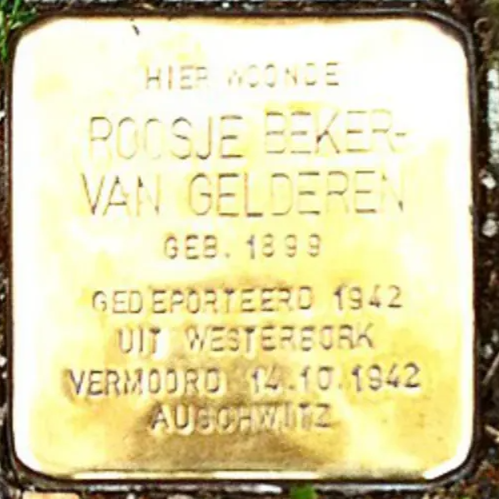 HIER WOONDE
ROOSJE BEKER-
VAN GELDEREN
GEB. 1899
GEDEPORTEERD 1942
UIT WESTERBORK
VERMOORD 14.10.1942
AUSCHWITZ